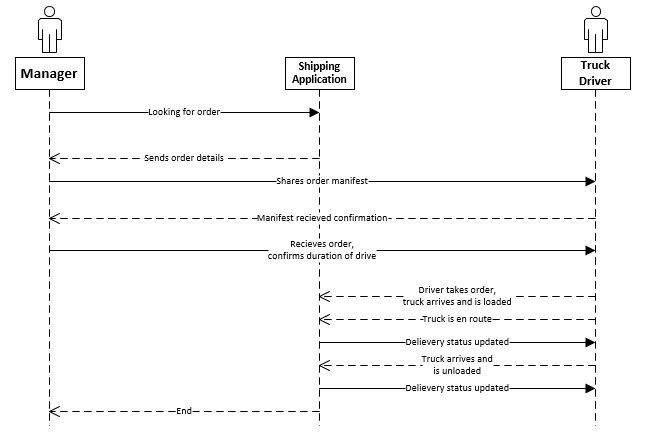 Manager
Shipping
Application
Truck
Driver
Looking for order
Sends order details
Shares order manifest
Manifest recieved confirmation
Recieves order,
confirms duration of drive
Driver takes order,
truck arrives and is loaded
Truck is en route
Delievery status updated
Truck arrives and
is unloaded
Delievery status updated
End